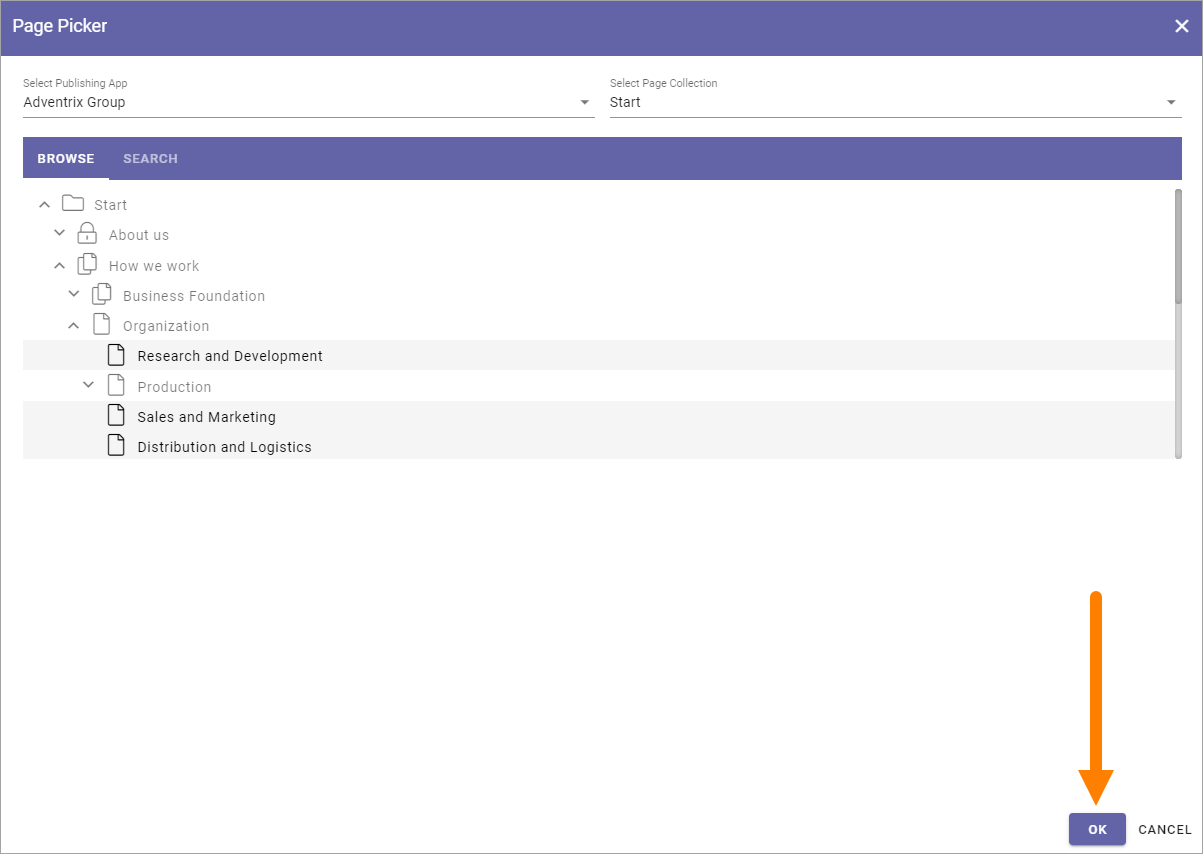 Page Picker
Select Publishing App
Select Page Collection
Adventrix Group
Start
BROWSE SEARCH
Start
About us
How we work
Business Foundation
Organization
Research and Development
Production
Sales and Marketing
Distribution and Logistics
OK CANCEL